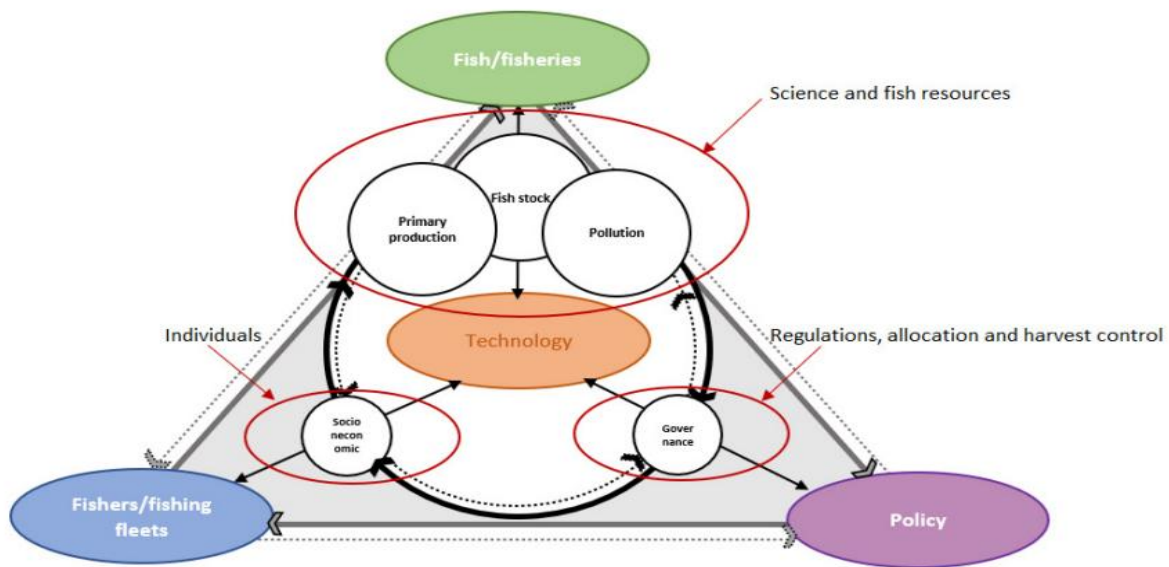 Fish/fisheries
Science and fish resources
Fish stock
Primary
production
Pollution
Technology
Individuals
Regulations, allocation and harvest control
Socio
necon
omic
Gover
nance
Fishers/fishing
fleets
Policy